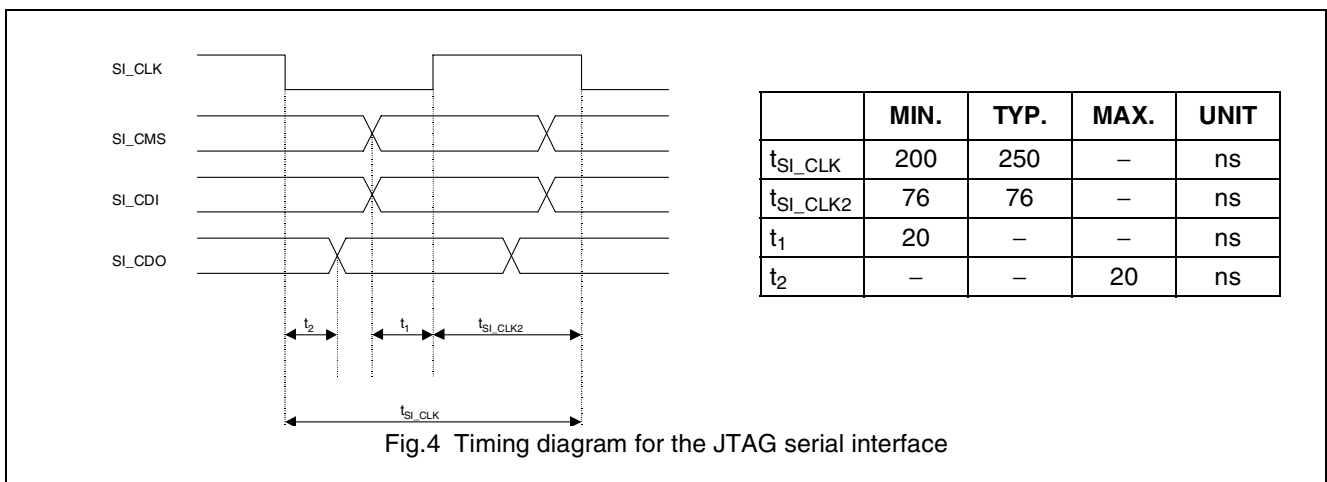 SI_CLK
SI_CMS
SI_CDI
SI_CDO
t2 t1 tSI_CLK2
tSI_CLK
MIN. TYP. MAX. UNIT
tSI_CLK 200 250 – ns
tSI_CLK2 76 76 – ns
t1 20 – – ns
t2 – – 20 ns
Fig.4 Timing diagram for the JTAG serial interface